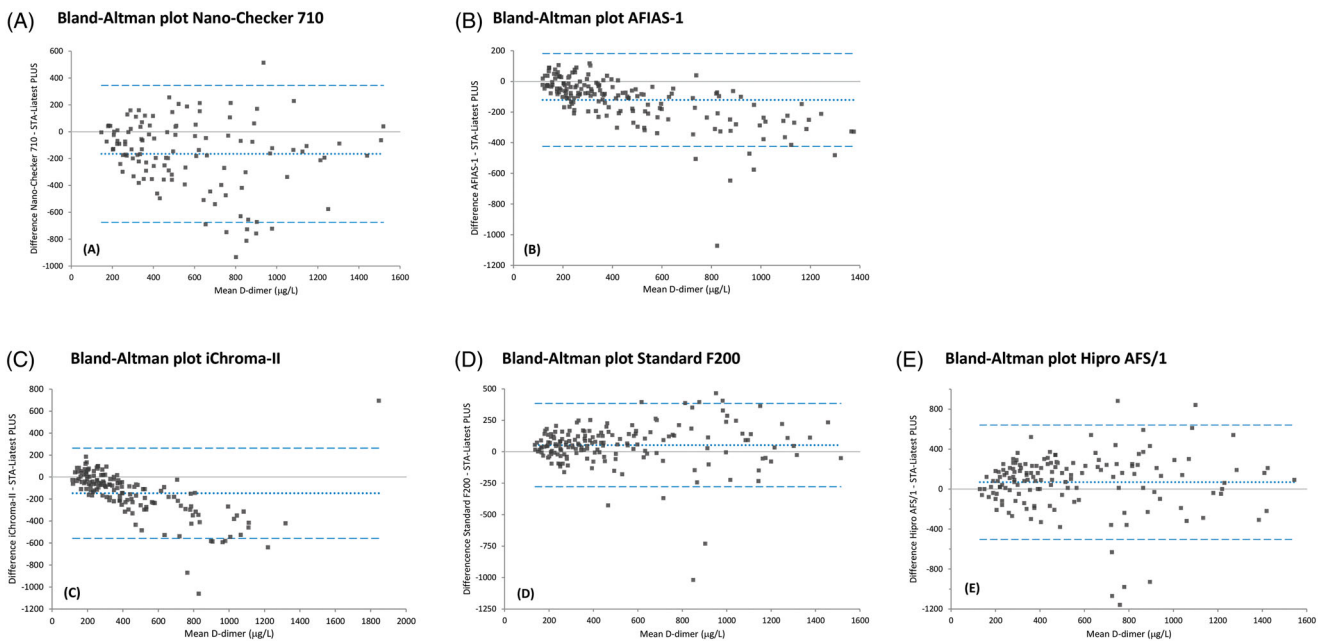 (A)
Bland-Altman plot Nano-Checker 710
Difference Nano-Checker 710 - STA-Liatest PLUS
600
400
200
0
-200
-400
-600
-800
-1000
(A)
0 200 400 600 800 1000 1200 1400 1600
Mean D-dimer (µg/L)
(B)
Bland-Altman plot AFIAS-1
Difference AFIAS-1 - STA-Liatest PLUS
200
0
-200
-400
-600
-800
-1000
-1200
(B)
0 200 400 600 800 1000 1200 1400
Mean D-dimer (µg/L)
(C)
Bland-Altman plot iChroma-II
Difference iChroma-II - STA-Liatest PLUS
800
600
400
200
0
-200
-400
-600
-800
-1000
-1200
(C)
0 200 400 600 800 1000 1200 1400 1600 1800 2000
Mean D-dimer (µg/L)
(D)
Bland-Altman plot Standard F200
Differencence Standard F200 - STA-Liatest PLUS
500
250
0
-250
-500
-750
-1000
-1250
(D)
0 200 400 600 800 1000 1200 1400 1600
Mean D-dimer (µg/L)
(E)
Bland-Altman plot Hipro AFS/1
Difference Hipro AFS/1 - STA-Liatest PLUS
800
400
0
-400
-800
-1200
(E)
0 200 400 600 800 1000 1200 1400 1600
Mean D-dimer (µg/L)